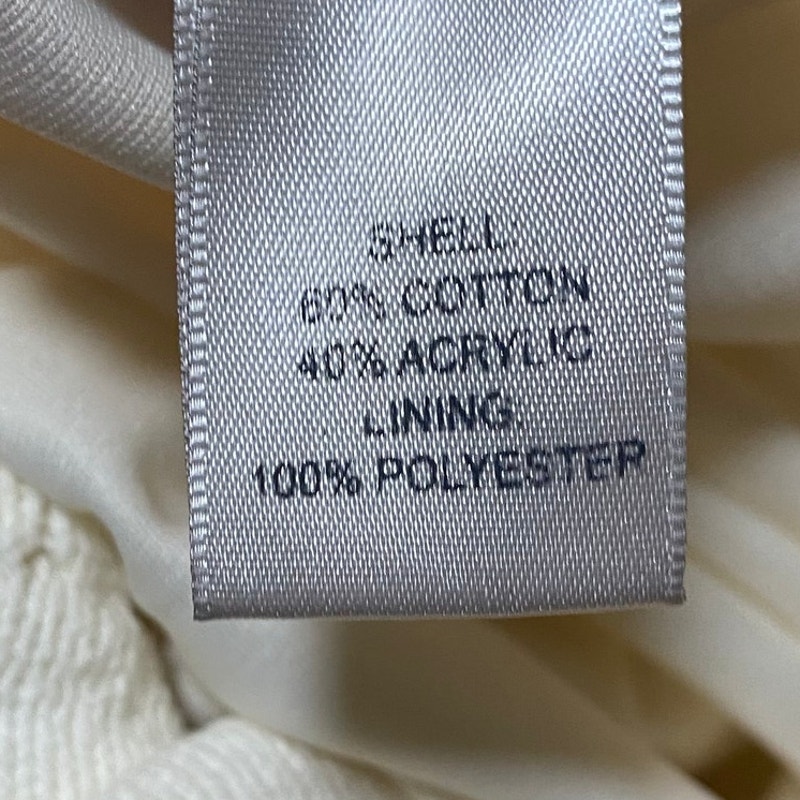 SHELL:
60% COTTON
40% ACRYLIC
LINING:
100% POLYESTER